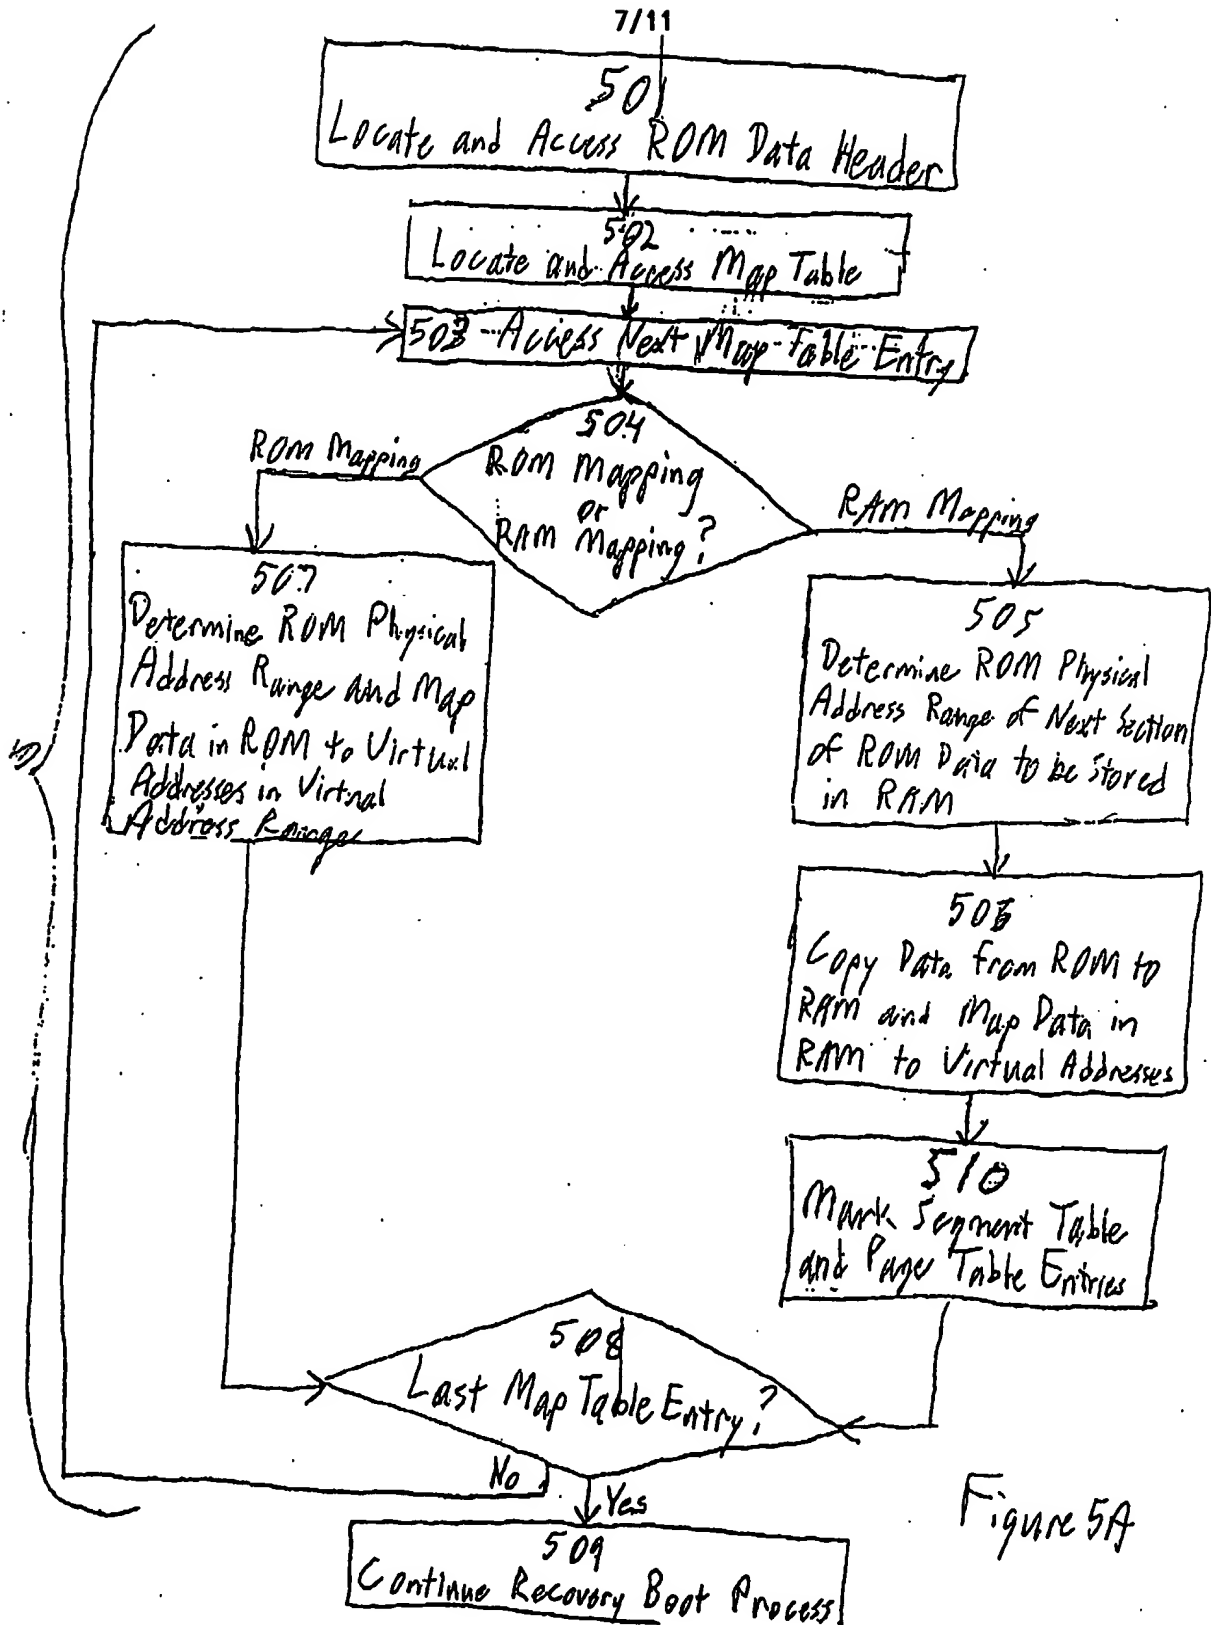 7/11
501
Locate and Access ROM Data Header
502
Locate and Access Map Table
503 Access Next Map Table Entry
504
ROM Mapping
or
RAM Mapping?
ROM Mapping
RAM Mapping
507
Determine ROM Physical
Address Range and Map
Data in ROM to Virtual
Addresses in Virtual
Address Range
505
Determine ROM Physical
Address Range of Next Section
of ROM Data to be Stored
in RAM
506
Copy Data from ROM to
RAM and Map Data in
RAM to Virtual Addresses
510
Mark Segment Table
and Page Table Entries
508
Last Map Table Entry?
No
Yes
509
Continue Recovery Boot Process
Figure 5A